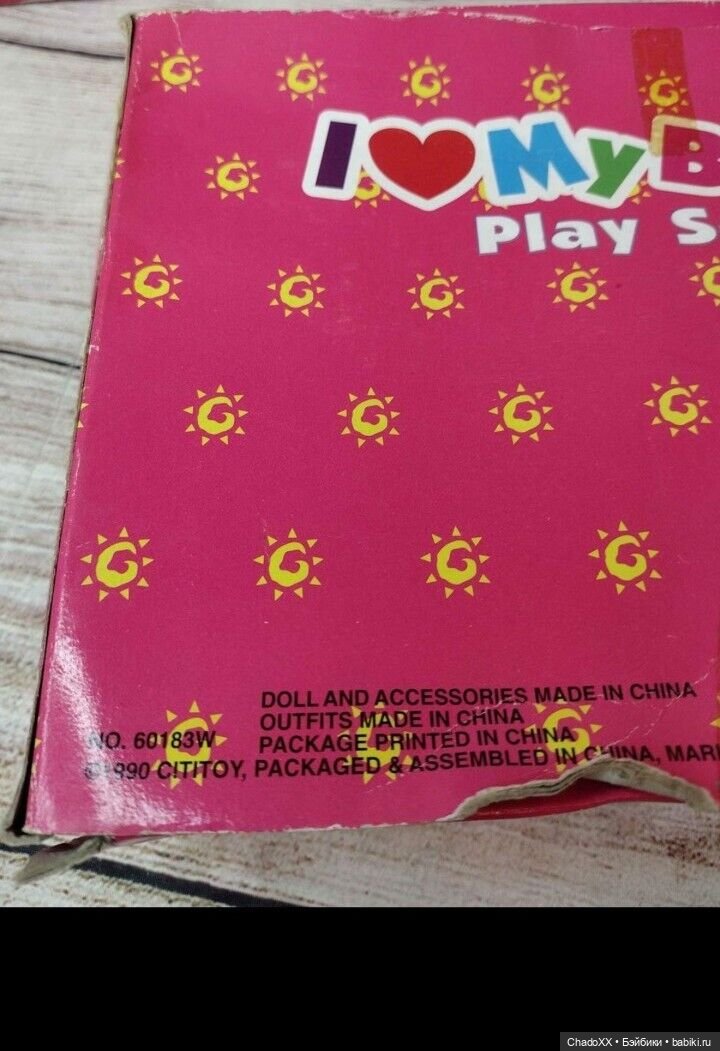 I ❤ My B
Play S
DOLL AND ACCESSORIES MADE IN CHINA
OUTFITS MADE IN CHINA
NO. 60183W PACKAGE PRINTED IN CHINA
©1990 CITITOY, PACKAGED & ASSEMBLED IN CHINA, MAR
ChadoXX • Бэйбики • babiki.ru